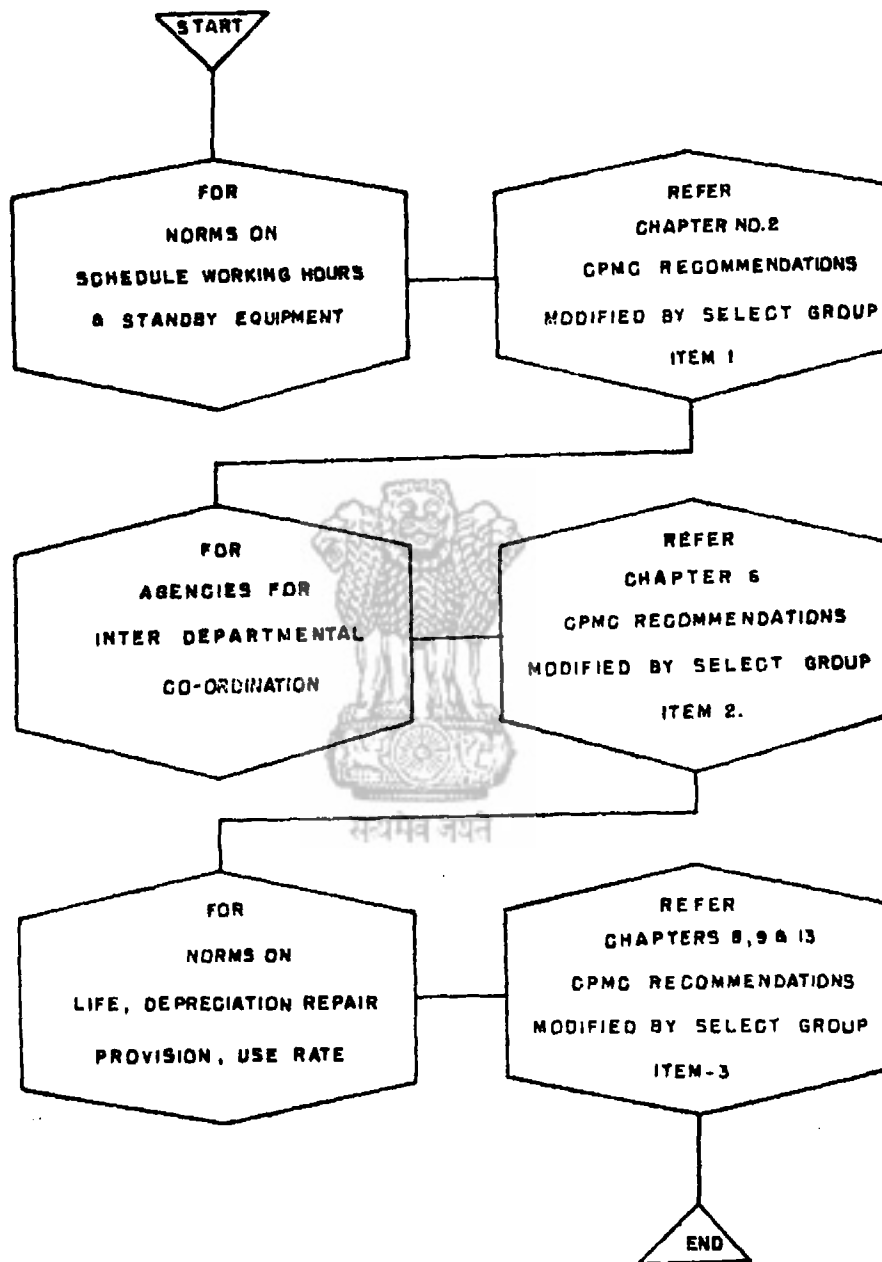 START
FOR
NORMS ON
SCHEDULE WORKING HOURS
& STANDBY EQUIPMENT
REFER
CHAPTER NO.2
CPMC RECOMMENDATIONS
MODIFIED BY SELECT GROUP
ITEM 1
FOR
AGENCIES FOR
INTER DEPARTMENTAL
CO-ORDINATION
REFER
CHAPTER 6
CPMC RECOMMENDATIONS
MODIFIED BY SELECT GROUP
ITEM 2.
सत्यमेव जयते
FOR
NORMS ON
LIFE, DEPRECIATION REPAIR
PROVISION, USE RATE
REFER
CHAPTERS 8, 9 & 13
CPMC RECOMMENDATIONS
MODIFIED BY SELECT GROUP
ITEM-3
END